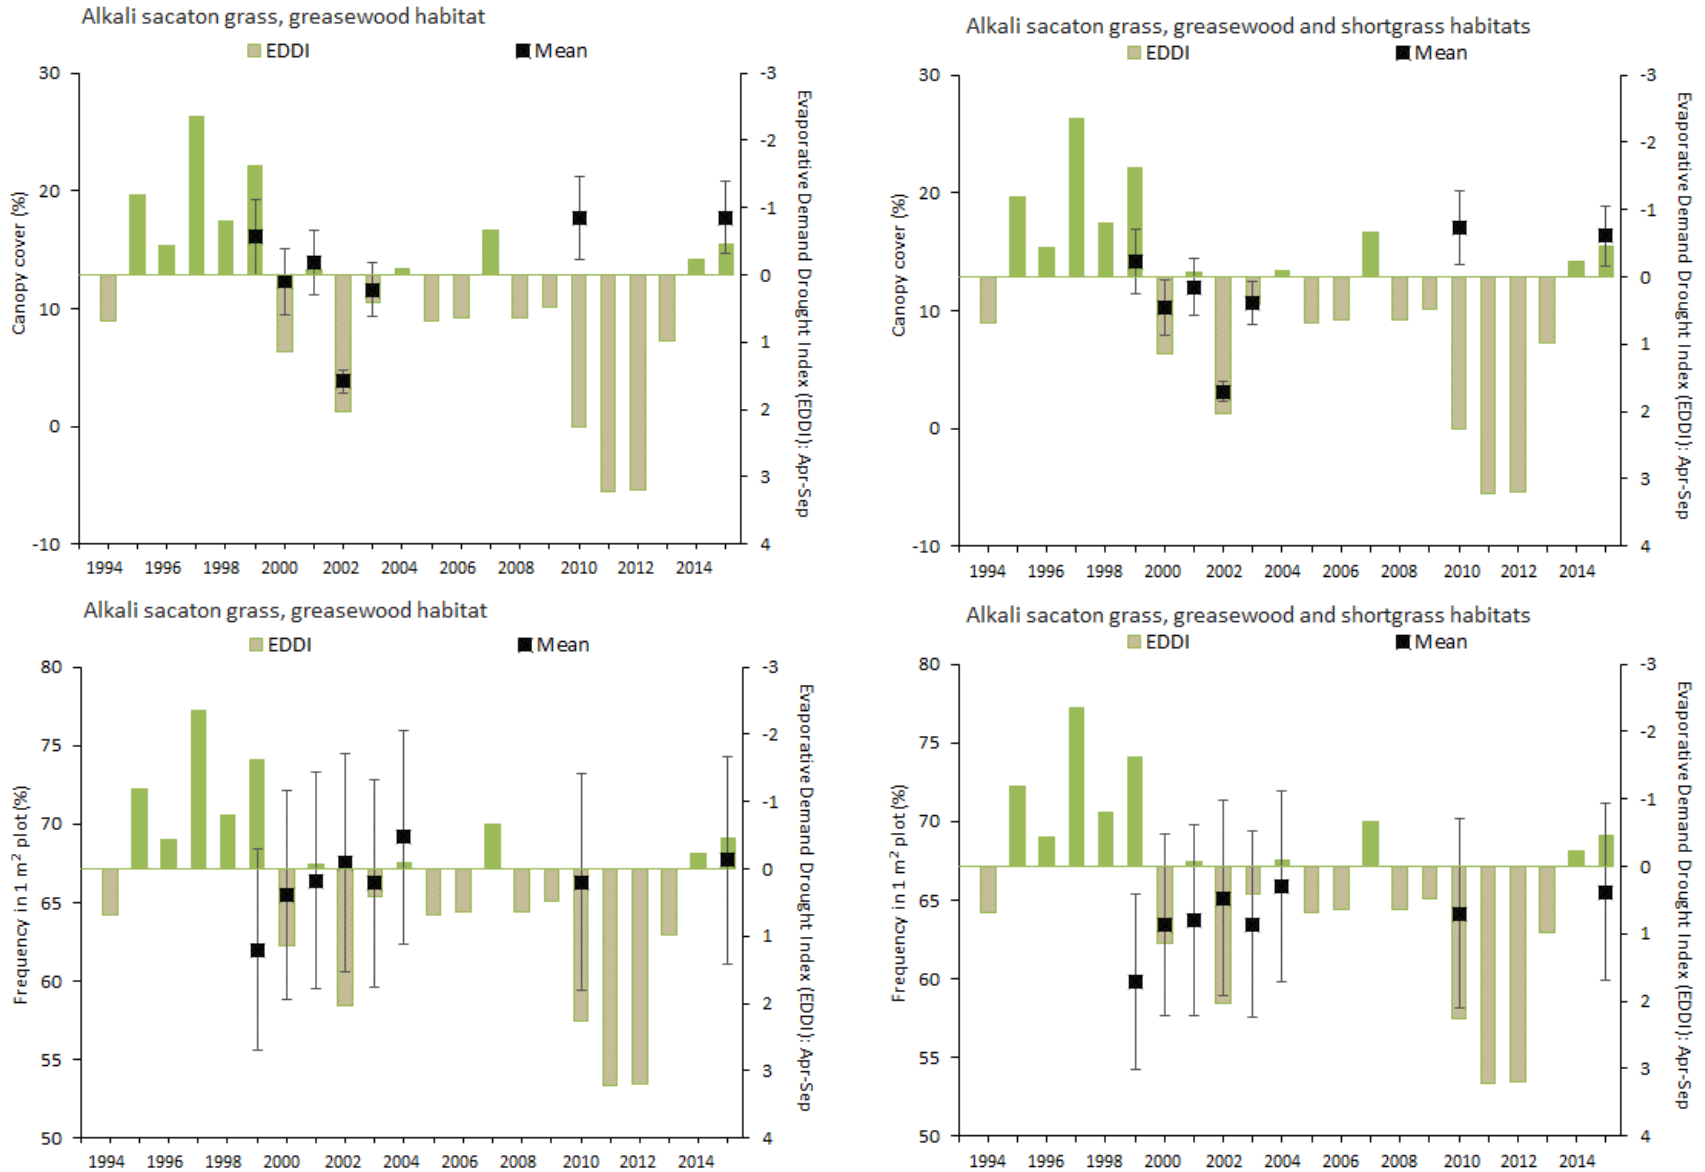 Alkali sacaton grass, greasewood habitat
EDDI Mean
30
20
10
0
-10
Canopy cover (%)
-3
-2
-1
0
1
2
3
4
Evaporative Demand Drought Index (EDDI): Apr-Sep
1994 1996 1998 2000 2002 2004 2006 2008 2010 2012 2014
Alkali sacaton grass, greasewood and shortgrass habitats
EDDI Mean
30
20
10
0
-10
Canopy cover (%)
-3
-2
-1
0
1
2
3
4
Evaporative Demand Drought Index (EDDI): Apr-Sep
1994 1996 1998 2000 2002 2004 2006 2008 2010 2012 2014
Alkali sacaton grass, greasewood habitat
EDDI Mean
80
75
70
65
60
55
50
Frequency in 1 m² plot (%)
-3
-2
-1
0
1
2
3
4
Evaporative Demand Drought Index (EDDI): Apr-Sep
1994 1996 1998 2000 2002 2004 2006 2008 2010 2012 2014
Alkali sacaton grass, greasewood and shortgrass habitats
EDDI Mean
80
75
70
65
60
55
50
Frequency in 1 m² plot (%)
-3
-2
-1
0
1
2
3
4
Evaporative Demand Drought Index (EDDI): Apr-Sep
1994 1996 1998 2000 2002 2004 2006 2008 2010 2012 2014